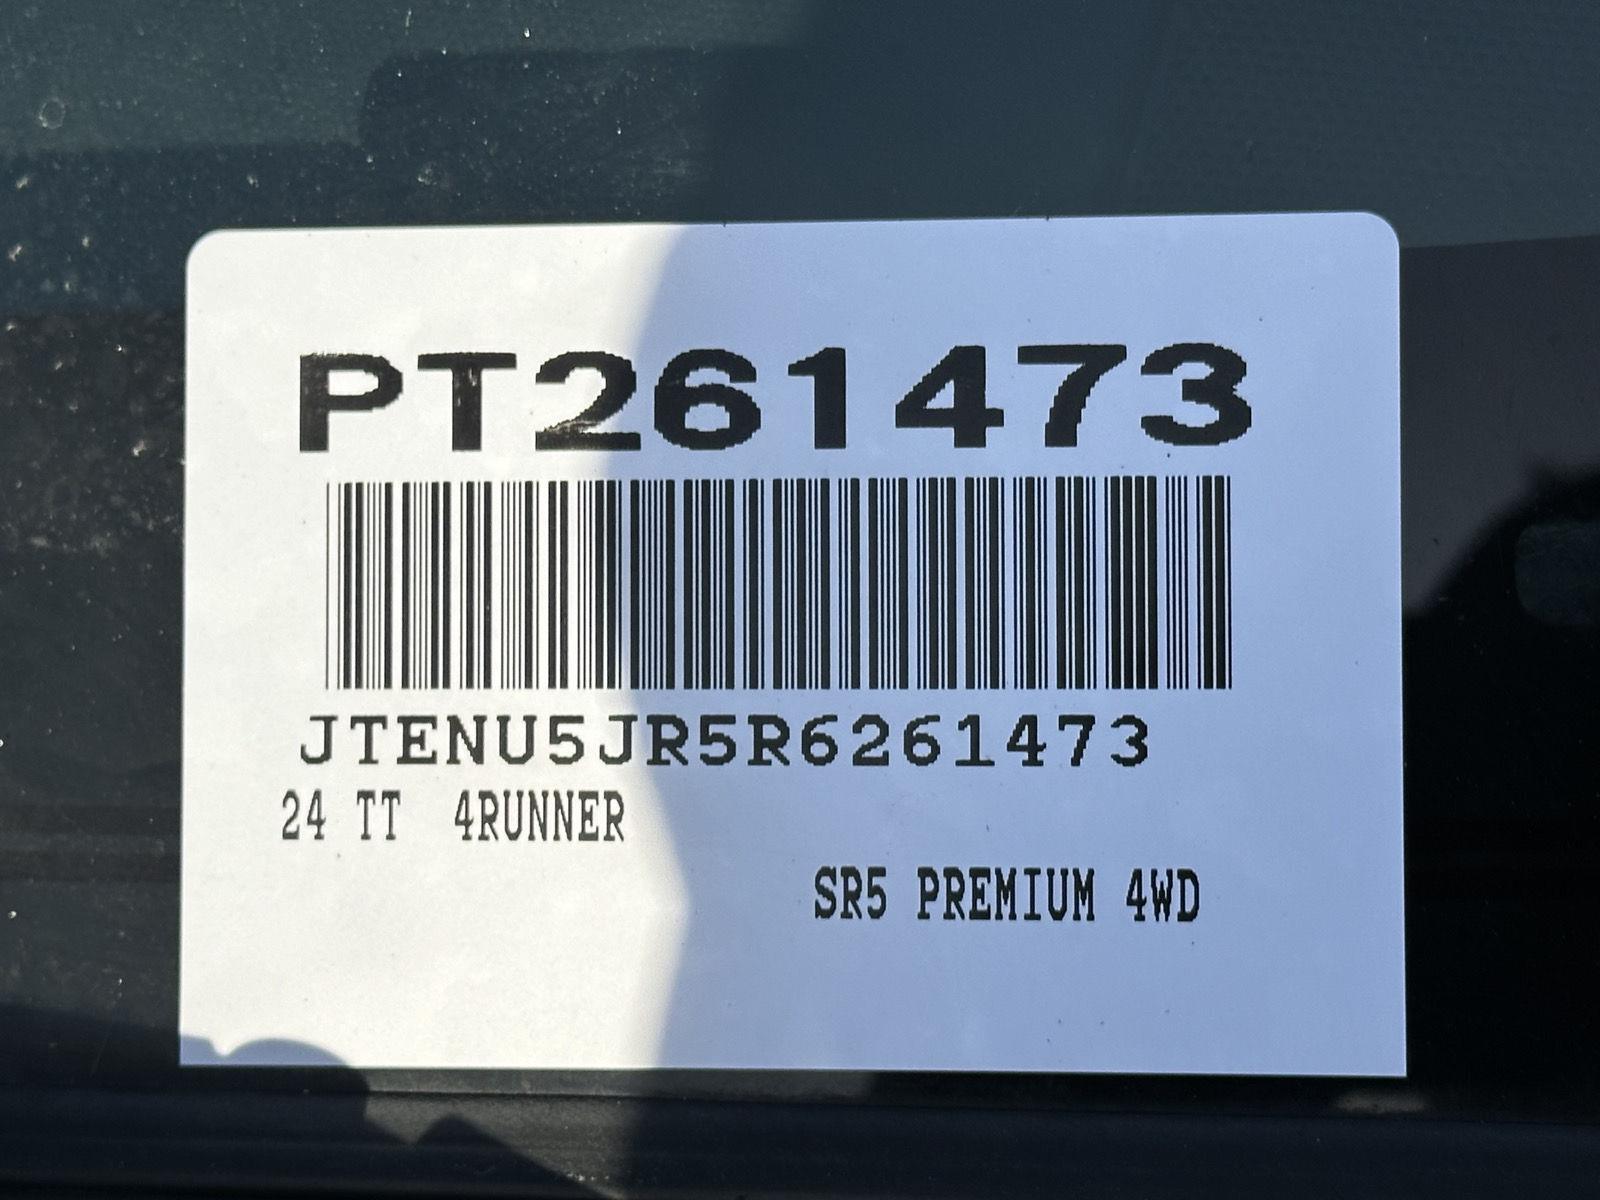 PT261473
JTENU5JR5R6261473
24 TT 4RUNNER
SR5 PREMIUM 4WD